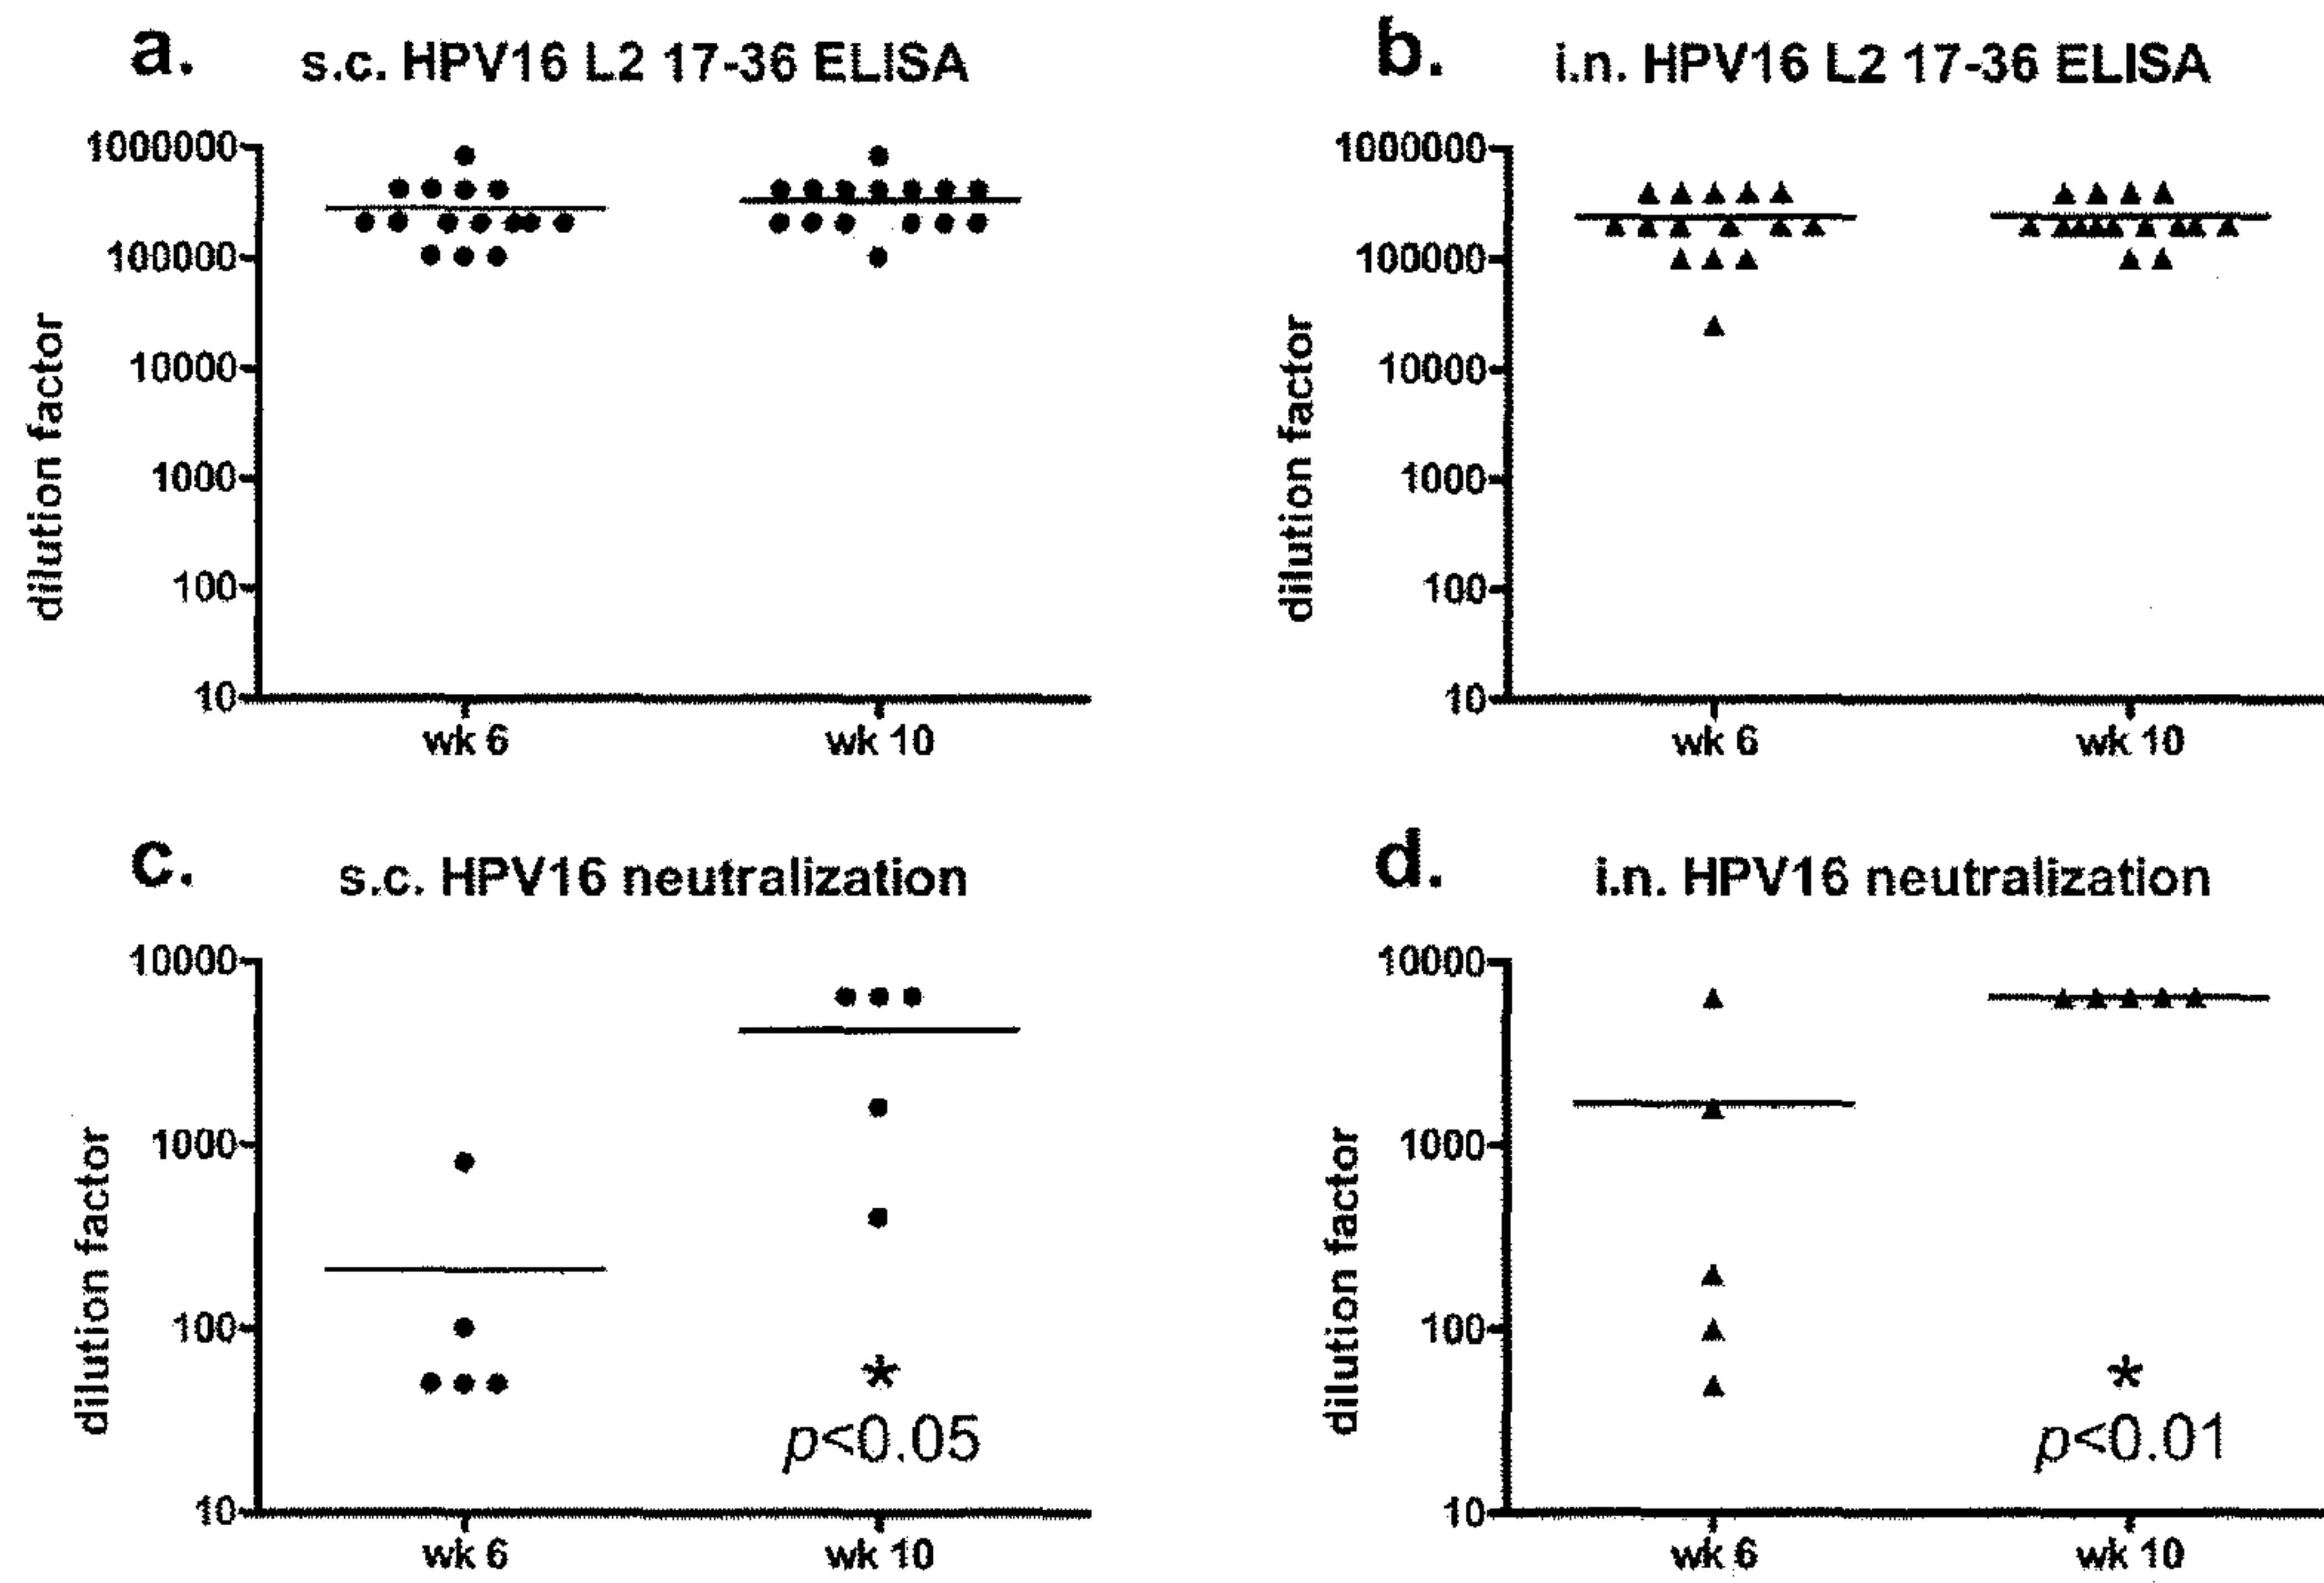 a. s.c. HPV16 L2 17-36 ELISA
1000000
100000
10000
1000
100
10
dilution factor
wk 6 wk 10
b. i.n. HPV16 L2 17-36 ELISA
1000000
100000
10000
1000
100
10
dilution factor
wk 6 wk 10
c. s.c. HPV16 neutralization
10000
1000
100
10
dilution factor
*
p<0.05
wk 6 wk 10
d. i.n. HPV16 neutralization
10000
1000
100
10
dilution factor
*
p<0.01
wk 6 wk 10